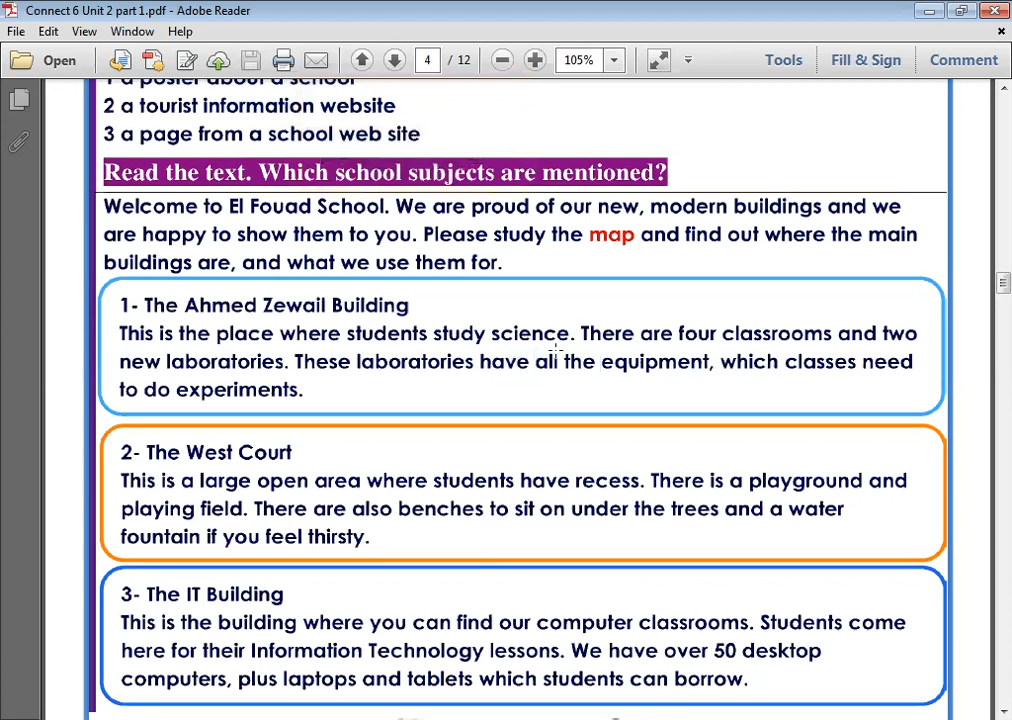 Connect 6 Unit 2 part 1.pdf - Adobe Reader
File Edit View Window Help
Open 4 / 12 105% Tools Fill & Sign Comment
1 a poster about a school
2 a tourist information website
3 a page from a school web site
Read the text. Which school subjects are mentioned?
Welcome to El Fouad School. We are proud of our new, modern buildings and we
are happy to show them to you. Please study the map and find out where the main
buildings are, and what we use them for.
1- The Ahmed Zewail Building
This is the place where students study science. There are four classrooms and two
new laboratories. These laboratories have all the equipment, which classes need
to do experiments.
2- The West Court
This is a large open area where students have recess. There is a playground and
playing field. There are also benches to sit on under the trees and a water
fountain if you feel thirsty.
3- The IT Building
This is the building where you can find our computer classrooms. Students come
here for their Information Technology lessons. We have over 50 desktop
computers, plus laptops and tablets which students can borrow.